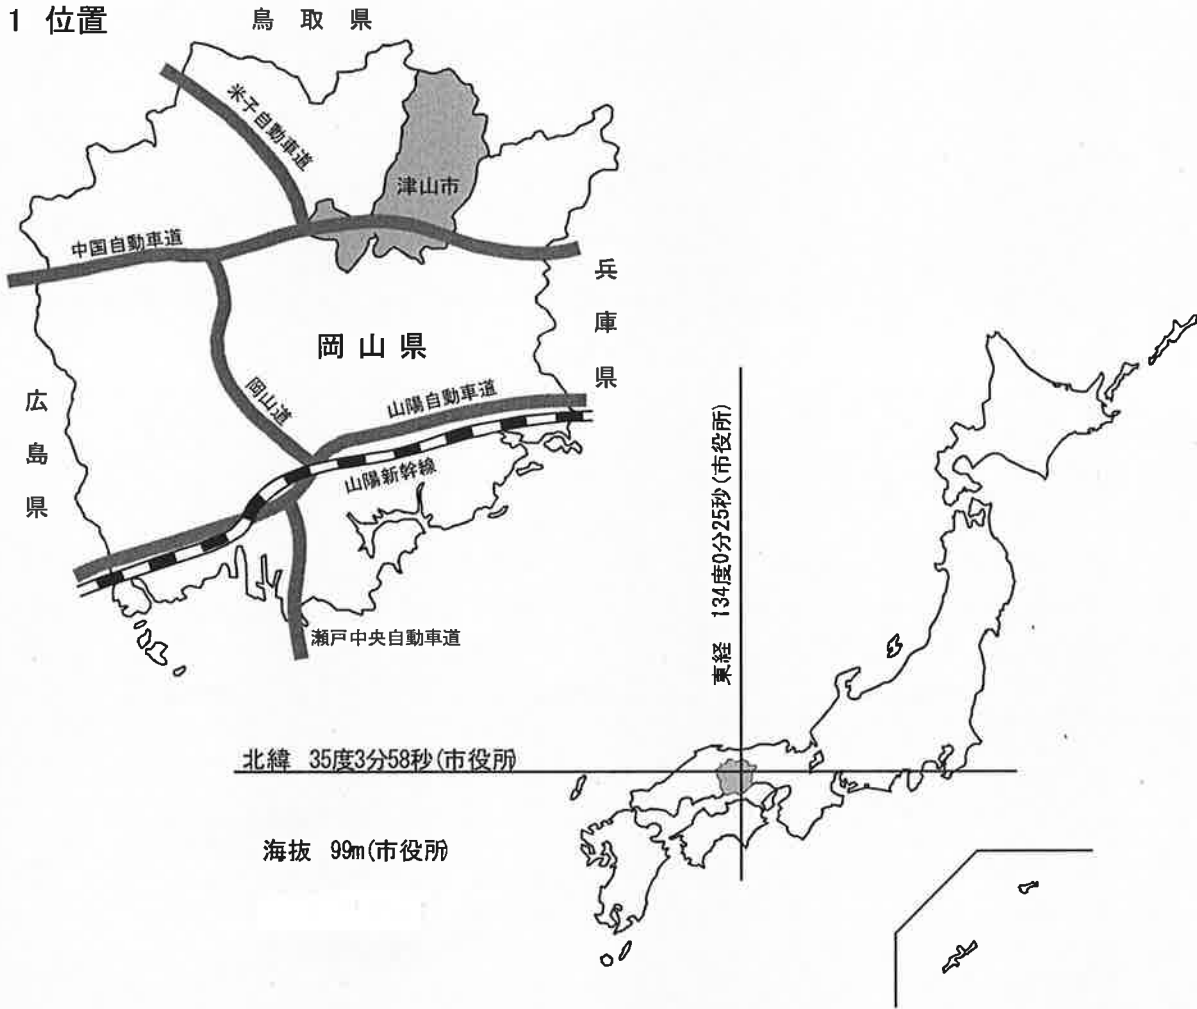 1 位置
鳥取県
米子自動車道
津山市
中国自動車道
兵庫県
岡山県
広島県
岡山道
山陽自動車道
山陽新幹線
瀬戸中央自動車道
東経 134度0分25秒(市役所)
北緯 35度3分58秒(市役所)
海抜 99m(市役所)